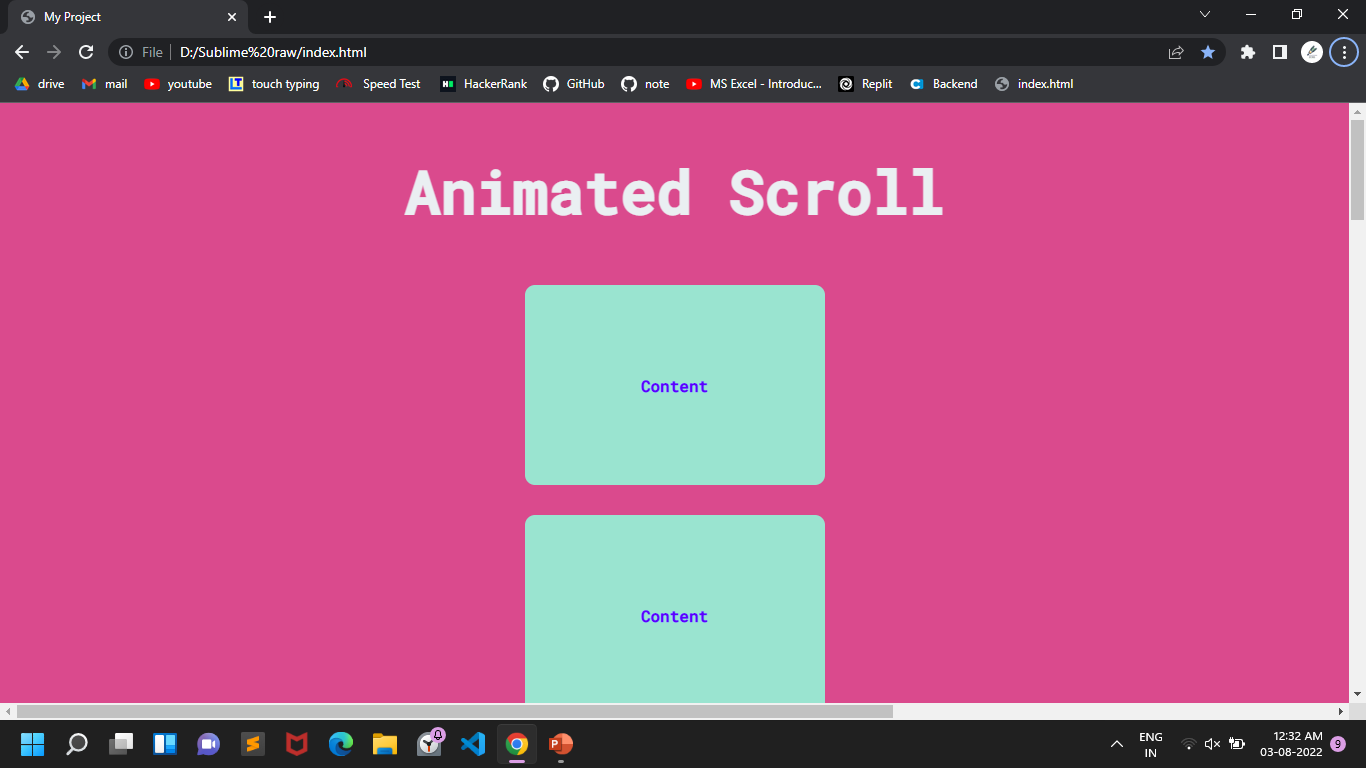 My Project
File D:/Sublime%20raw/index.html
drive mail youtube LT touch typing Speed Test H HackerRank GitHub note MS Excel - Introduc... Replit C Backend index.html
Animated Scroll
Content
Content
P ENG 12:32 AM
IN 03-08-2022 9